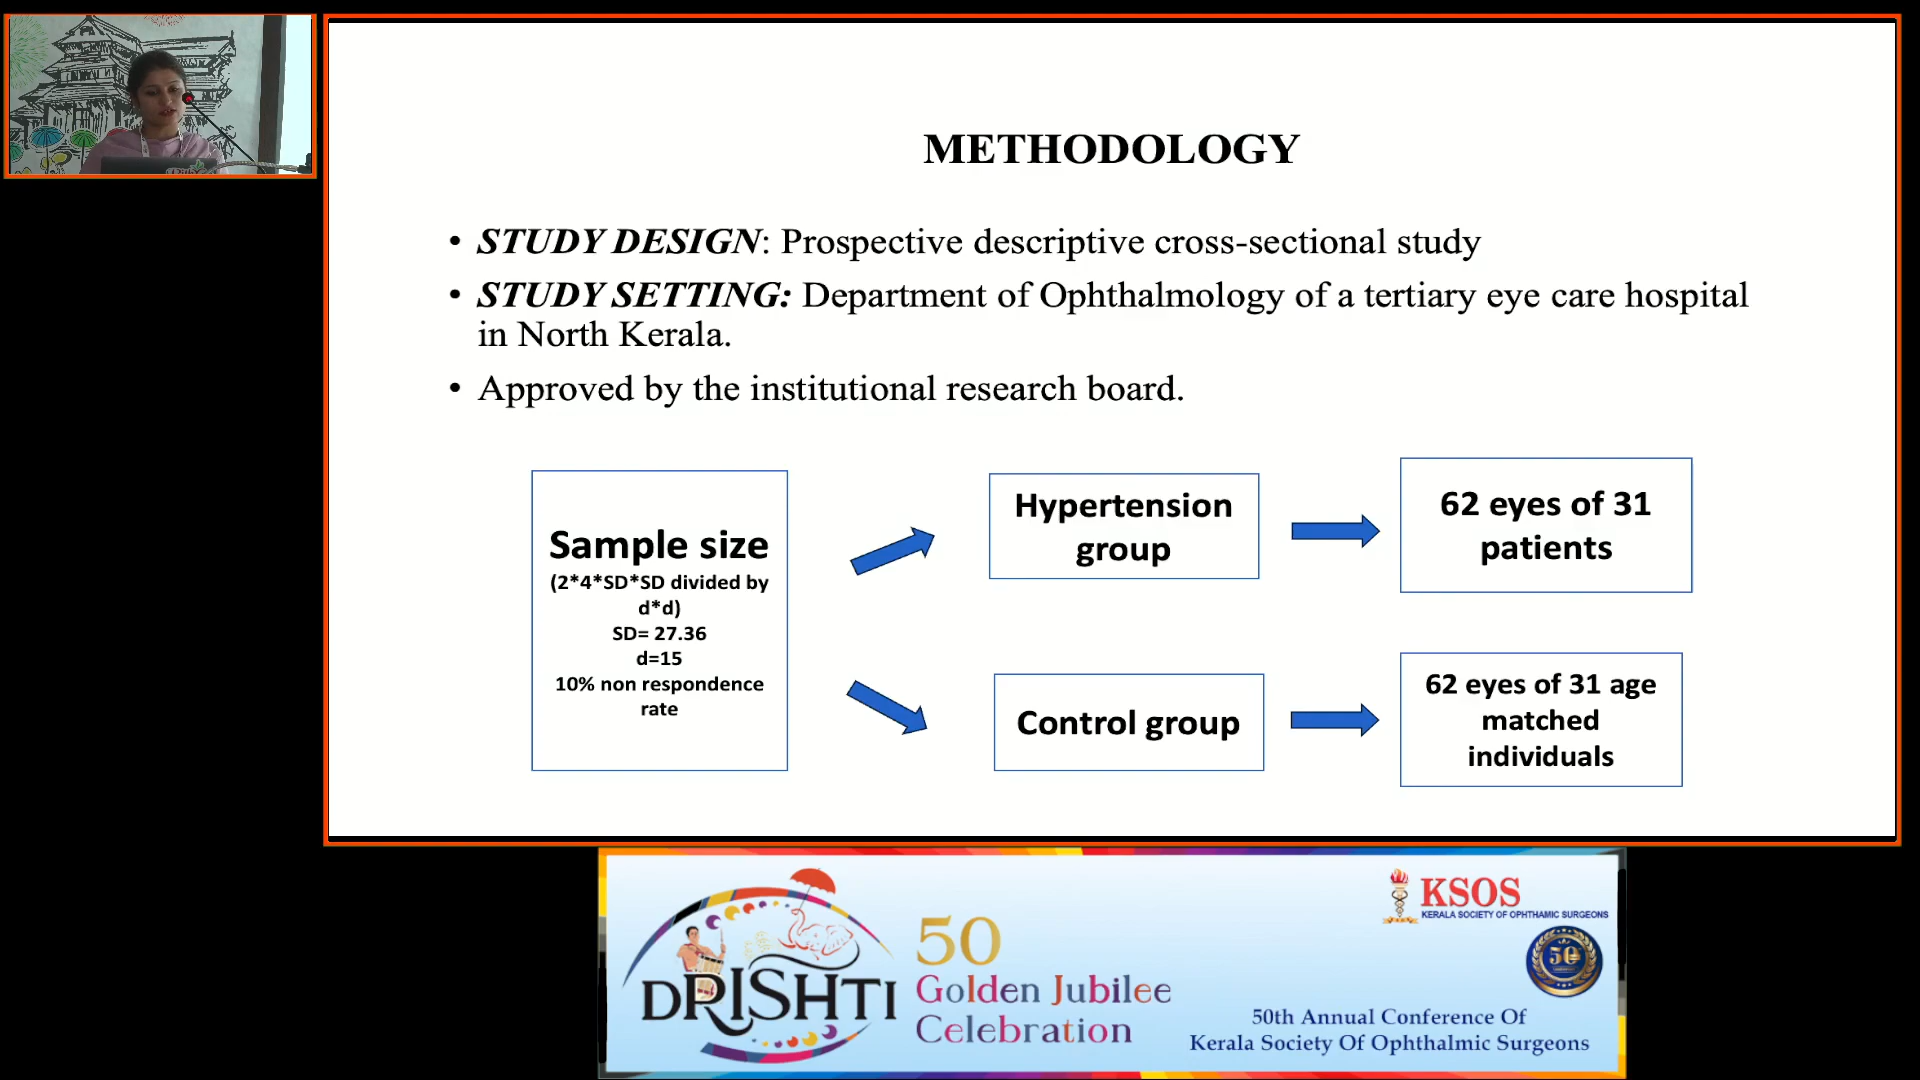 METHODOLOGY
• STUDY DESIGN: Prospective descriptive cross-sectional study
• STUDY SETTING: Department of Ophthalmology of a tertiary eye care hospital
in North Kerala.
• Approved by the institutional research board.
Sample size
(2*4*SD*SD divided by
d*d)
SD= 27.36
d=15
10% non respondence
rate
Hypertension
group
62 eyes of 31
patients
Control group
62 eyes of 31 age
matched
individuals
DRISHTI
50
Golden Jubilee
Celebration
KSOS
KERALA SOCIETY OF OPHTHAMIC SURGEONS
50
50th Annual Conference Of
Kerala Society Of Ophthalmic Surgeons